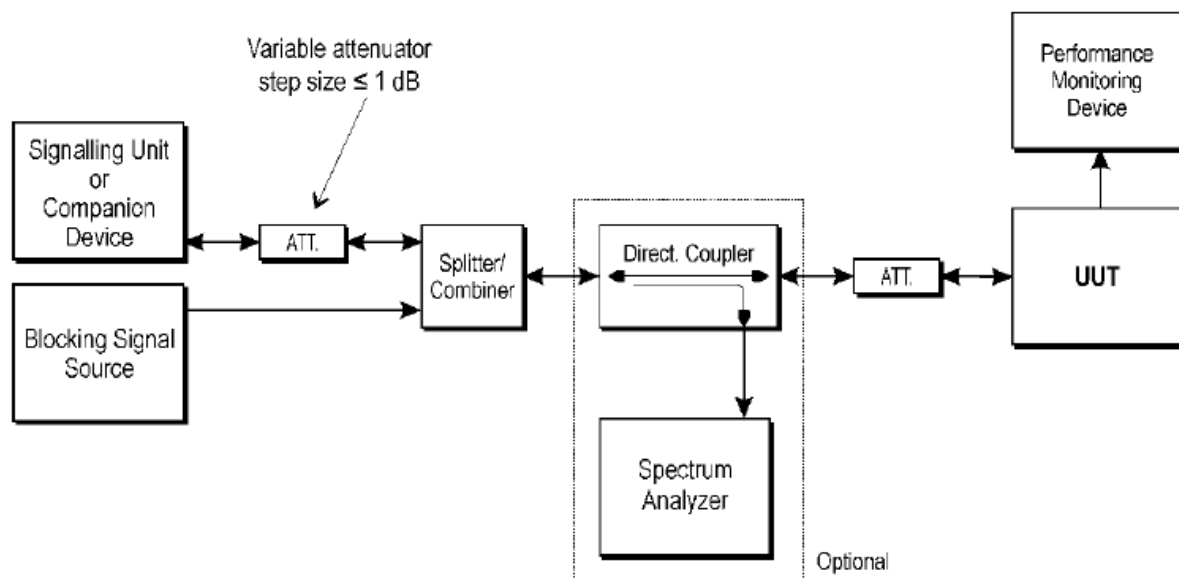 Variable attenuator
step size ≤ 1 dB
Performance
Monitoring
Device
Signalling Unit
or
Companion
Device
ATT.
Splitter/
Combiner
Direct. Coupler
ATT.
UUT
Blocking Signal
Source
Spectrum
Analyzer
Optional